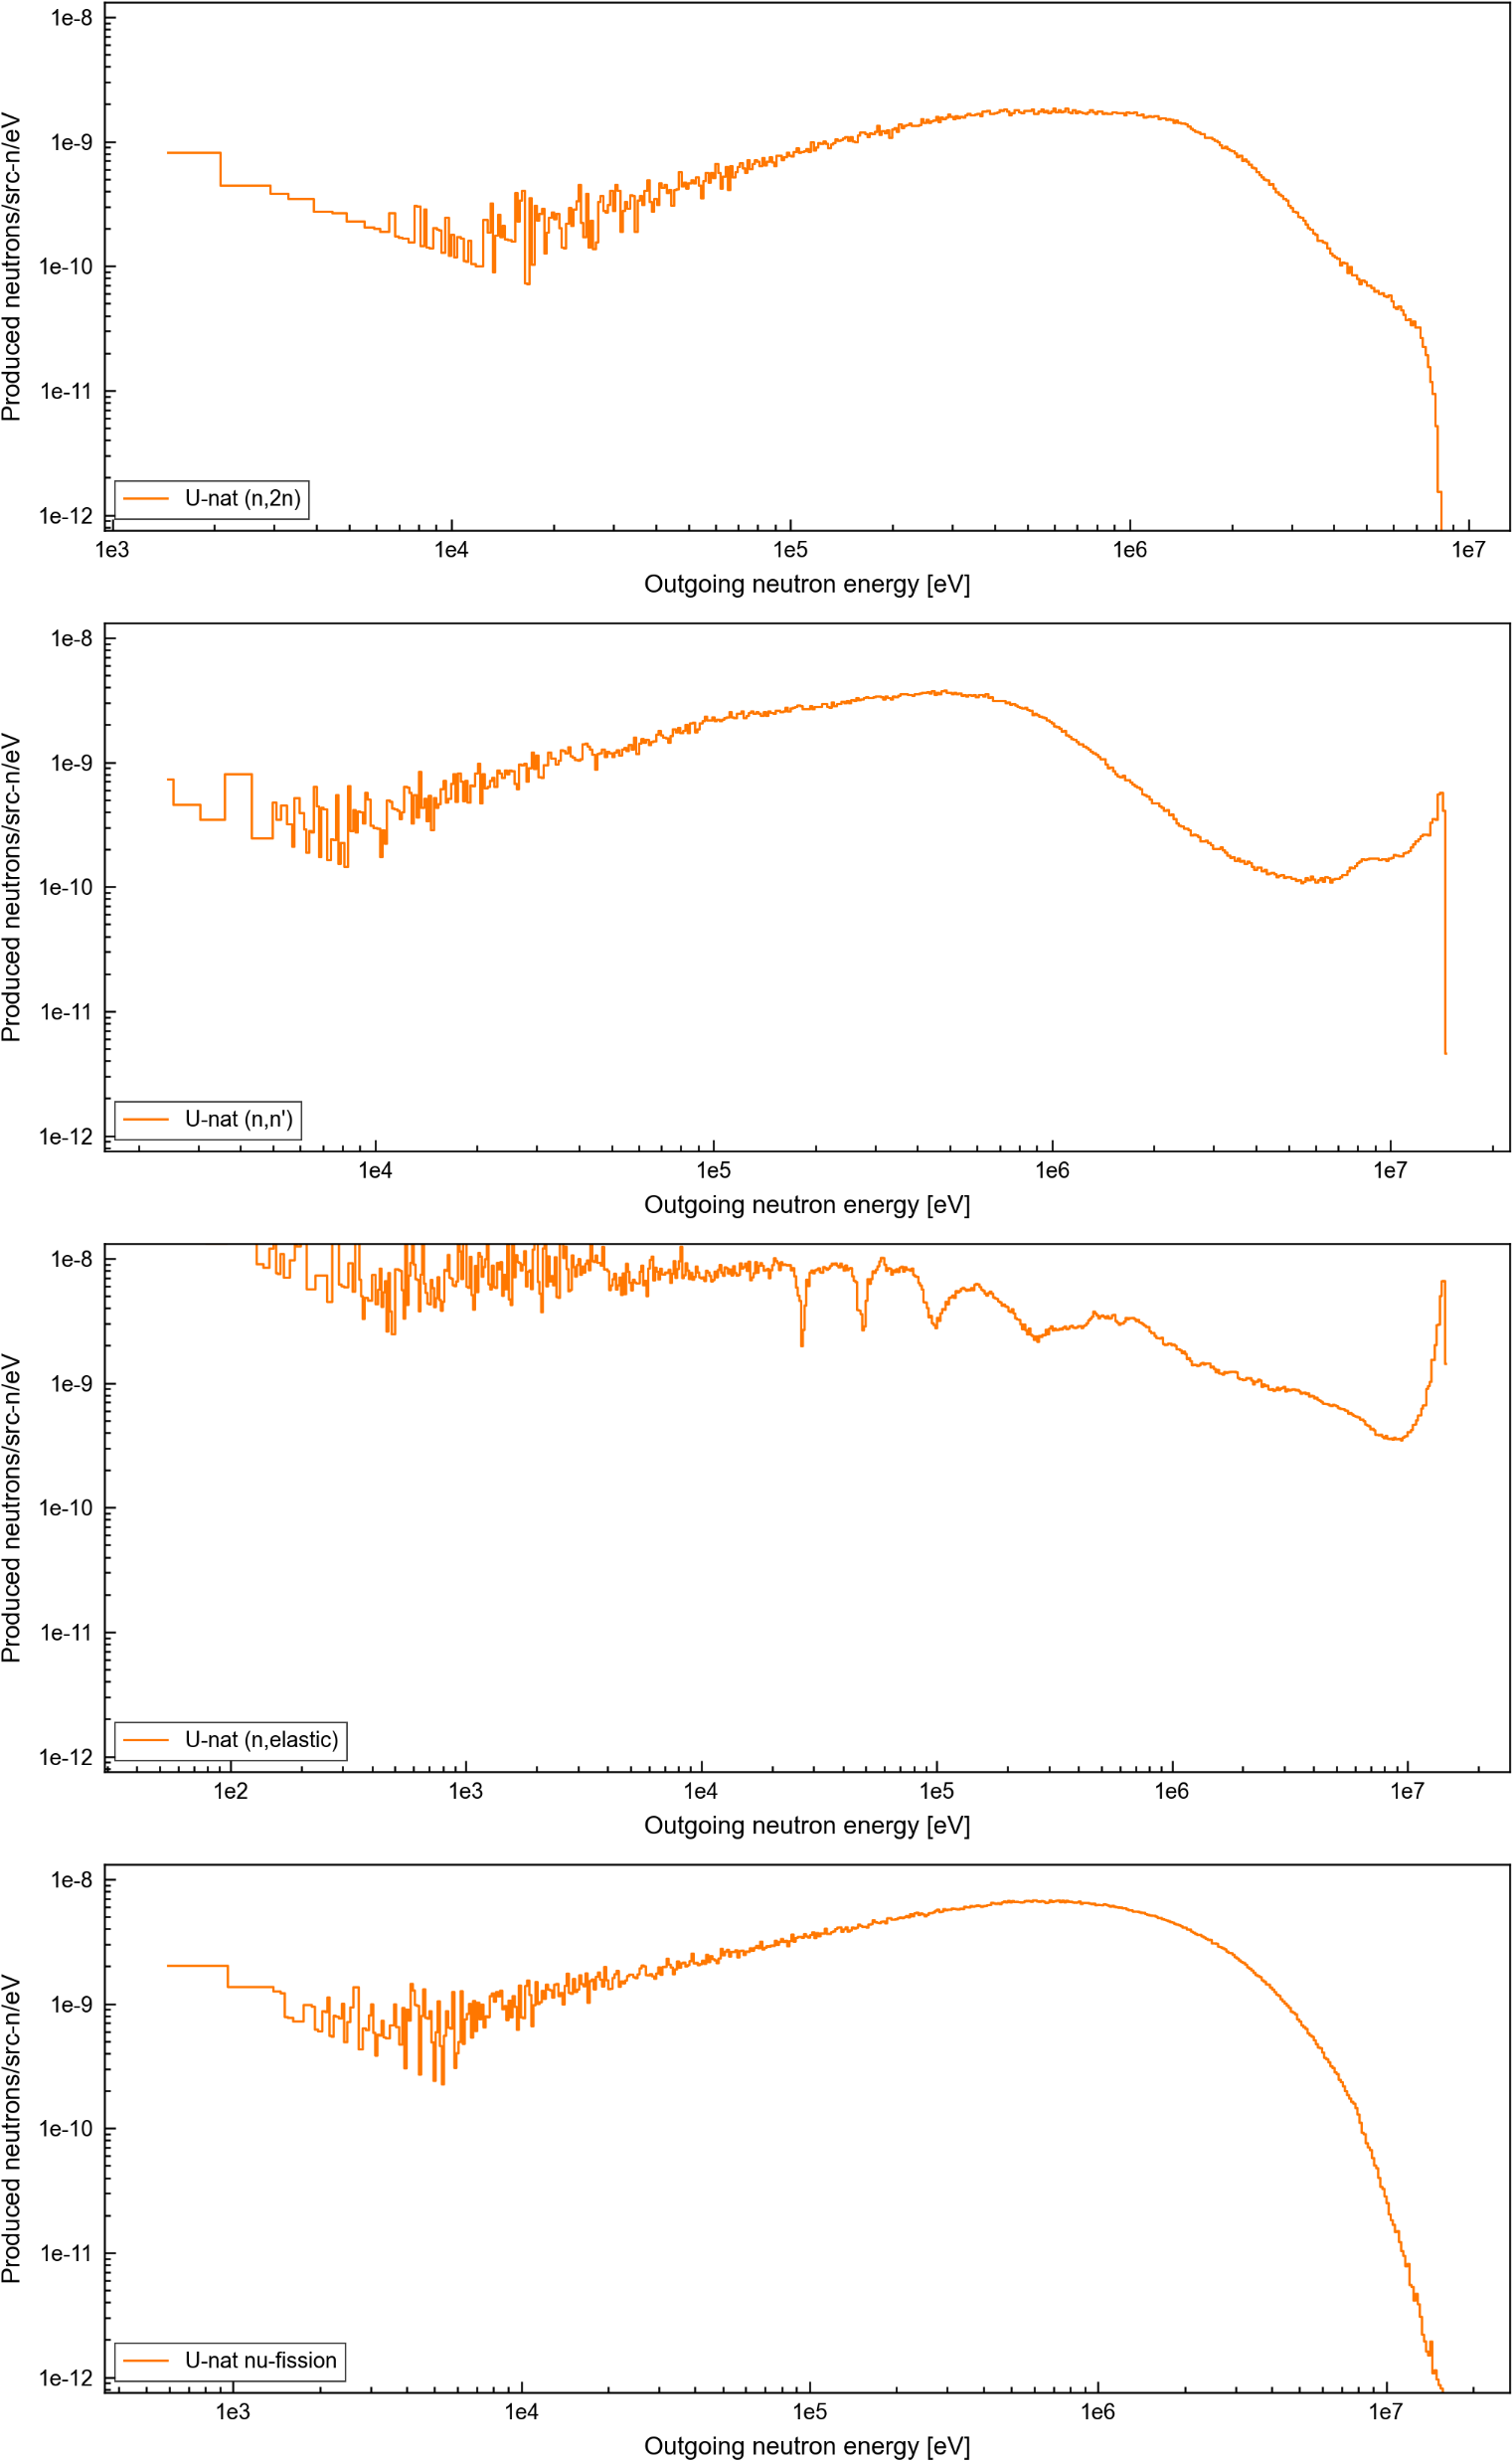 Produced neutrons/src-n/eV
1e-8
1e-9
1e-10
1e-11
1e-12
U-nat (n,2n)
1e3 1e4 1e5 1e6 1e7
Outgoing neutron energy [eV]
Produced neutrons/src-n/eV
1e-8
1e-9
1e-10
1e-11
1e-12
U-nat (n,n')
1e4 1e5 1e6 1e7
Outgoing neutron energy [eV]
Produced neutrons/src-n/eV
1e-8
1e-9
1e-10
1e-11
1e-12
U-nat (n,elastic)
1e2 1e3 1e4 1e5 1e6 1e7
Outgoing neutron energy [eV]
Produced neutrons/src-n/eV
1e-8
1e-9
1e-10
1e-11
1e-12
U-nat nu-fission
1e3 1e4 1e5 1e6 1e7
Outgoing neutron energy [eV]